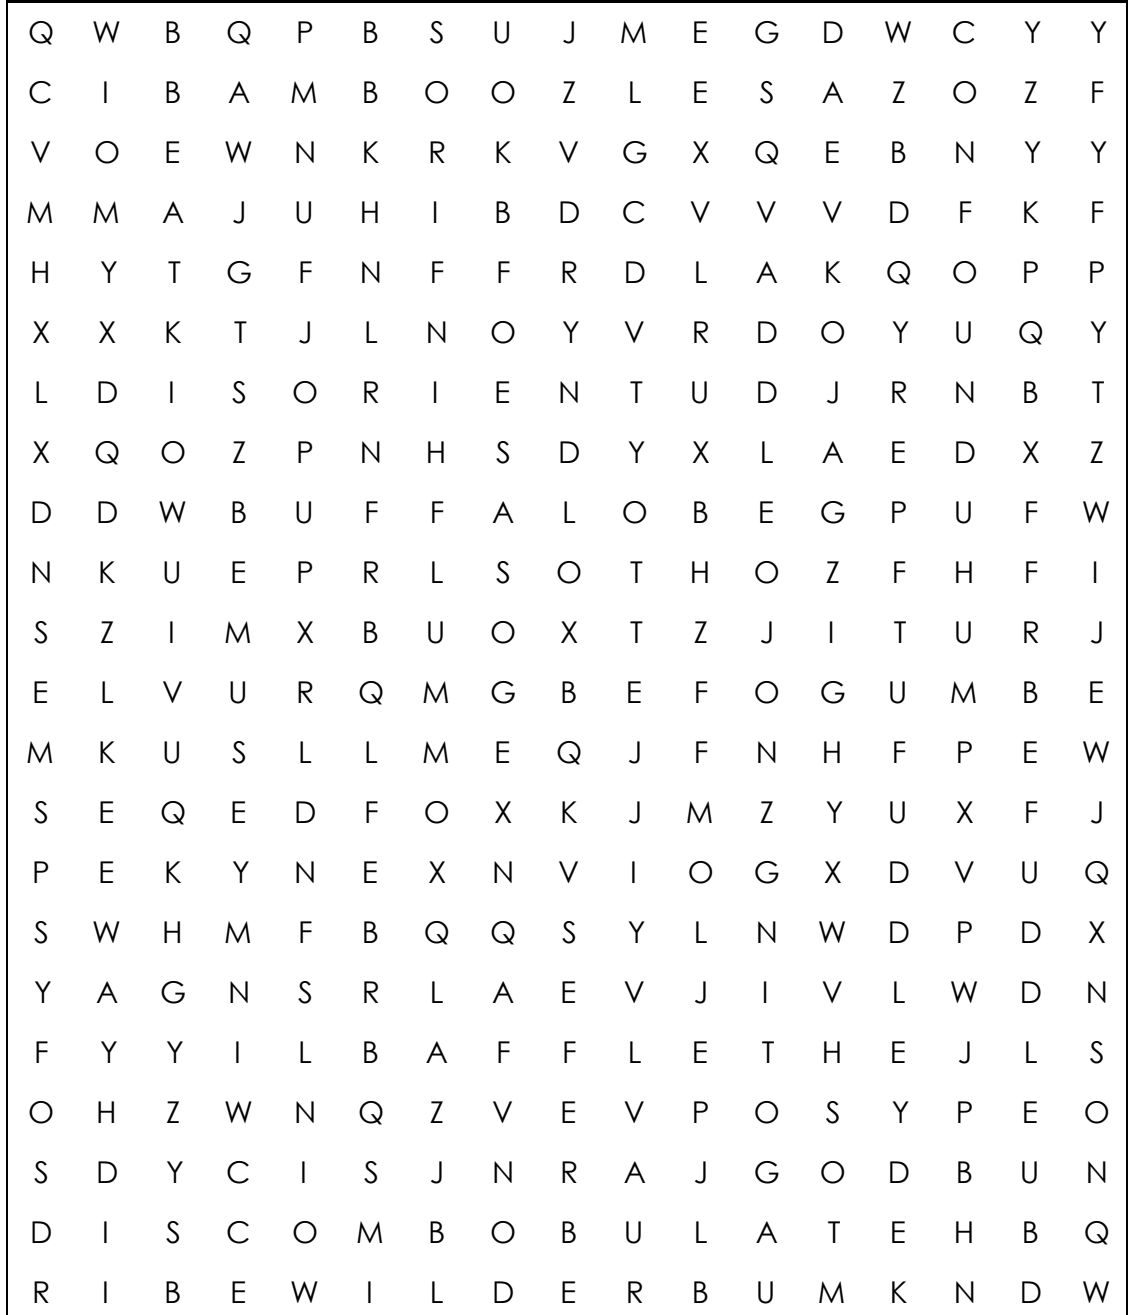 Q W B Q P B S U J M E G D W C Y Y
C I B A M B O O Z L E S A Z O Z F
V O E W N K R K V G X Q E B N Y Y
M M A J U H I B D C V V V D F K F
H Y T G F N F F R D L A K Q O P P
X X K T J L N O Y V R D O Y U Q Y
L D I S O R I E N T U D J R N B T
X Q O Z P N H S D Y X L A E D X Z
D D W B U F F A L O B E G P U F W
N K U E P R L S O T H O Z F H F I
S Z I M X B U O X T Z J I T U R J
E L V U R Q M G B E F O G U M B E
M K U S L L M E Q J F N H F P E W
S E Q E D F O X K J M Z Y U X F J
P E K Y N E X N V I O G X D V U Q
S W H M F B Q Q S Y L N W D P D X
Y A G N S R L A E V J I V L W D N
F Y Y I L B A F F L E T H E J L S
O H Z W N Q Z V E V P O S Y P E O
S D Y C I S J N R A J G O D B U N
D I S C O M B O B U L A T E H B Q
R I B E W I L D E R B U M K N D W